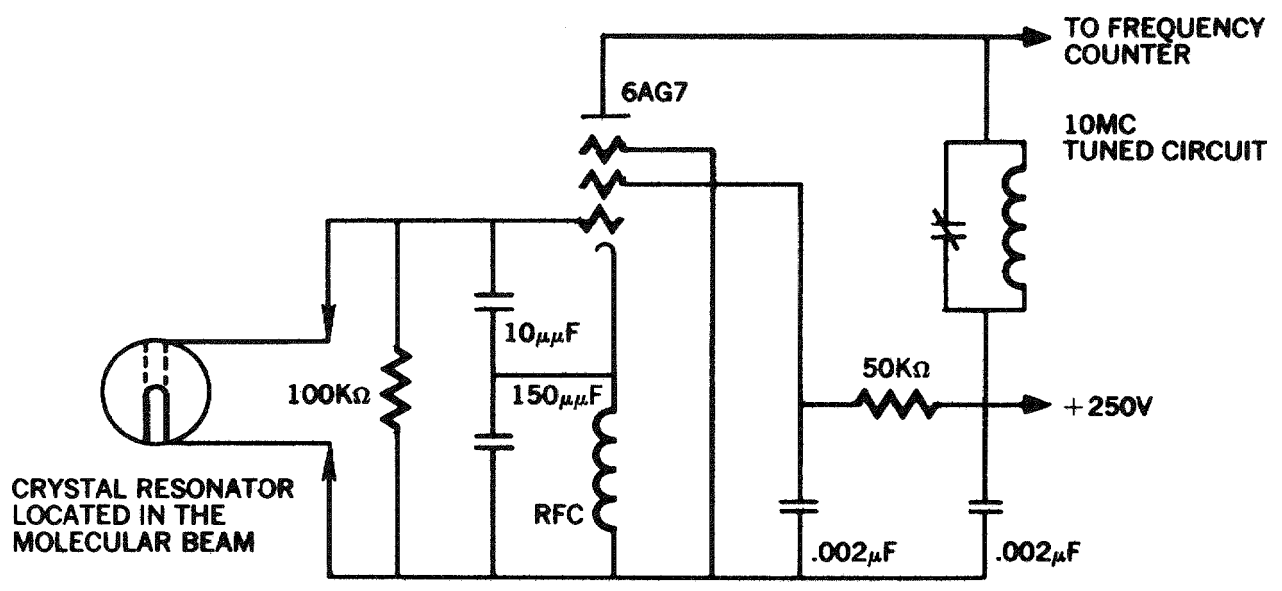 TO FREQUENCY
COUNTER
6AG7
10MC
TUNED CIRCUIT
10μμF
50KΩ
100KΩ
150μμF
+250V
CRYSTAL RESONATOR
LOCATED IN THE
MOLECULAR BEAM
RFC
.002μF
.002μF